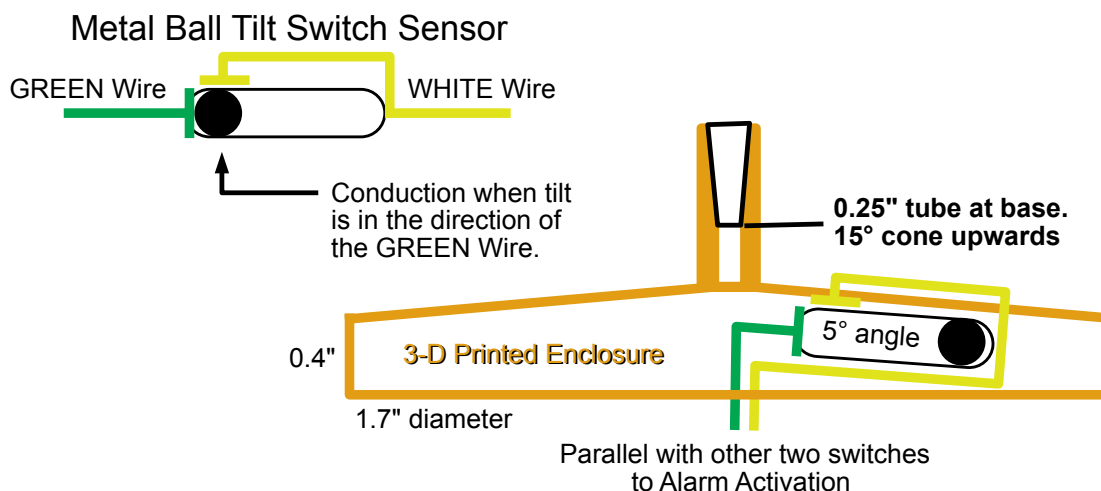 Metal Ball Tilt Switch Sensor
GREEN Wire
WHITE Wire
Conduction when tilt
is in the direction of
the GREEN Wire.
0.25" tube at base.
15° cone upwards
5° angle
0.4"
3-D Printed Enclosure
1.7" diameter
Parallel with other two switches
to Alarm Activation